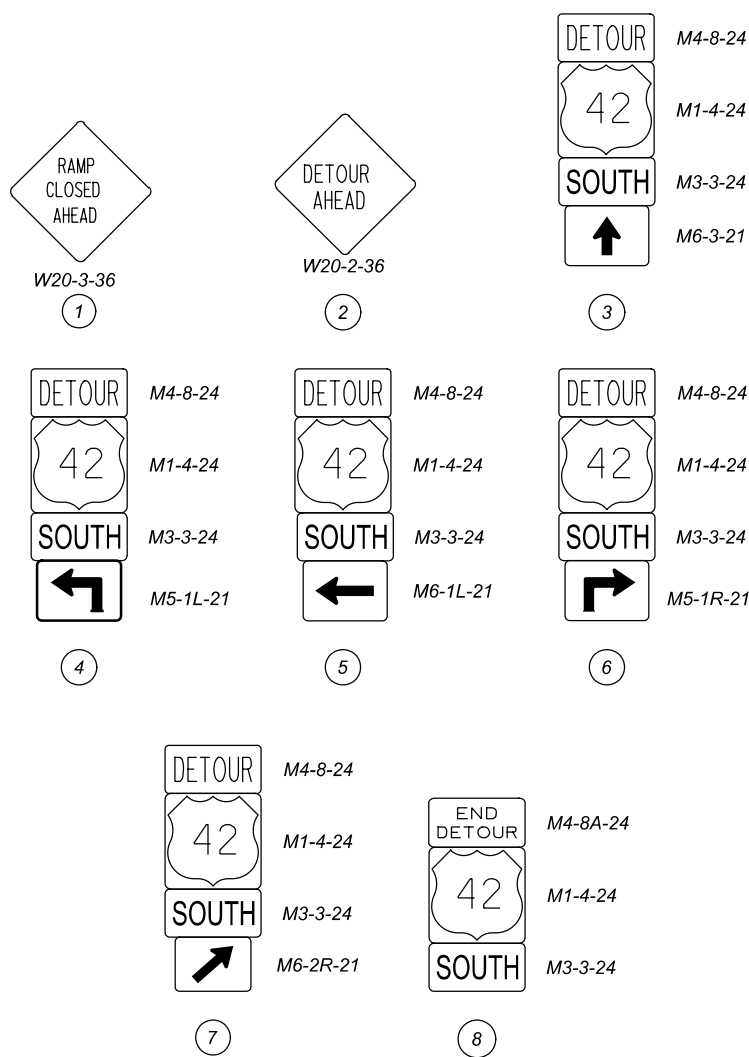 RAMP
CLOSED
AHEAD
W20-3-36
1
DETOUR
AHEAD
W20-2-36
2
DETOUR M4-8-24
42 M1-4-24
SOUTH M3-3-24
M6-3-21
3
DETOUR M4-8-24
42 M1-4-24
SOUTH M3-3-24
M5-1L-21
4
DETOUR M4-8-24
42 M1-4-24
SOUTH M3-3-24
M6-1L-21
5
DETOUR M4-8-24
42 M1-4-24
SOUTH M3-3-24
M5-1R-21
6
DETOUR M4-8-24
42 M1-4-24
SOUTH M3-3-24
M6-2R-21
7
END
DETOUR M4-8A-24
42 M1-4-24
SOUTH M3-3-24
8